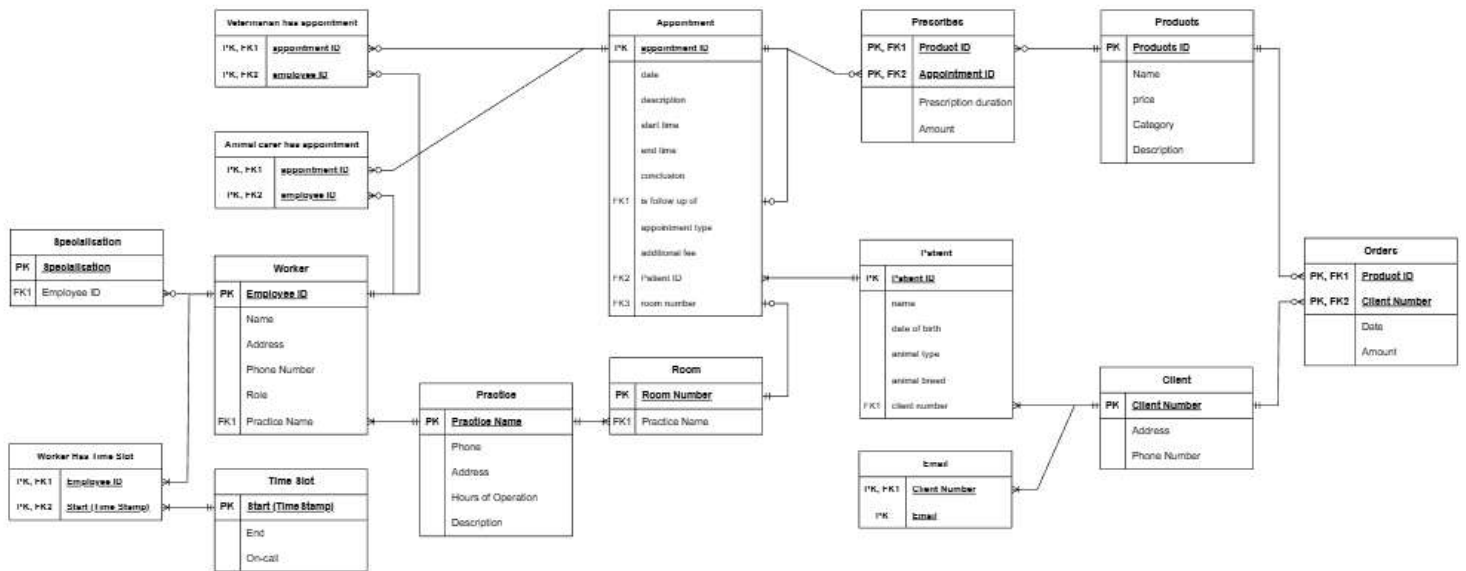 Veterinarian has appointment
PK, FK1 appointment ID
PK, FK2 employee ID
Animal carer has appointment
PK, FK1 appointment ID
PK, FK2 employee ID
Specialisation
PK Specialisation
FK1 Employee ID
Worker
PK Employee ID
Name
Address
Phone Number
Role
FK1 Practice Name
Worker Has Time Slot
PK, FK1 Employee ID
PK, FK2 Start (Time Stamp)
Time Slot
PK Start (Time Stamp)
End
On-call
Practice
PK Practice Name
Phone
Address
Hours of Operation
Description
Appointment
PK appointment ID
date
description
start time
end time
conclusion
FK1 is follow up of
appointment type
additional fee
FK2 Patient ID
FK3 room number
Room
PK Room Number
FK1 Practice Name
Prescribes
PK, FK1 Product ID
PK, FK2 Appointment ID
Prescription duration
Amount
Patient
PK Patient ID
name
date of birth
animal type
animal breed
FK1 client number
Email
PK, FK1 Client Number
PK Email
Products
PK Products ID
Name
price
Category
Description
Client
PK Client Number
Address
Phone Number
Orders
PK, FK1 Product ID
PK, FK2 Client Number
Date
Amount